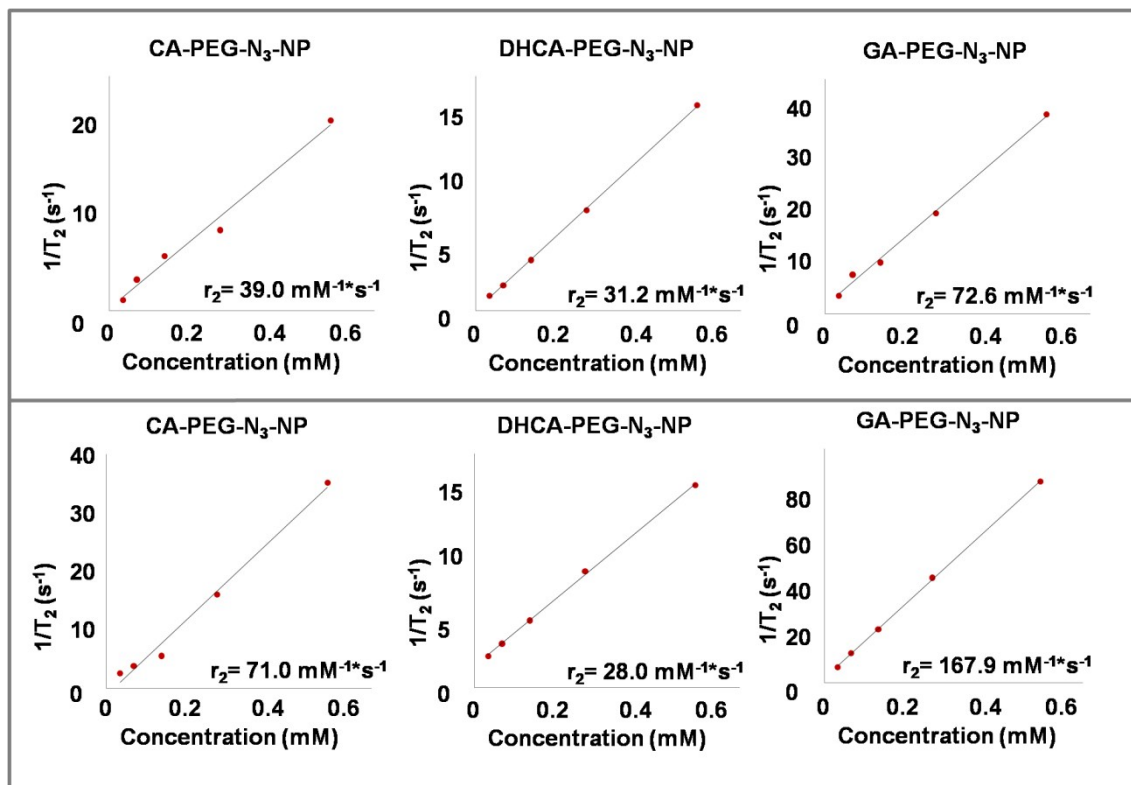 CA-PEG-N₃-NP
1/T₂ (s⁻¹)
20
10
0
r₂= 39.0 mM⁻¹*s⁻¹
0 0.2 0.4 0.6
Concentration (mM)
DHCA-PEG-N₃-NP
1/T₂ (s⁻¹)
15
10
5
0
r₂= 31.2 mM⁻¹*s⁻¹
0 0.2 0.4 0.6
Concentration (mM)
GA-PEG-N₃-NP
1/T₂ (s⁻¹)
40
30
20
10
0
r₂= 72.6 mM⁻¹*s⁻¹
0 0.2 0.4 0.6
Concentration (mM)
CA-PEG-N₃-NP
1/T₂ (s⁻¹)
40
30
20
10
0
r₂= 71.0 mM⁻¹*s⁻¹
0 0.2 0.4 0.6
Concentration (mM)
DHCA-PEG-N₃-NP
1/T₂ (s⁻¹)
15
10
5
0
r₂= 28.0 mM⁻¹*s⁻¹
0 0.2 0.4 0.6
Concentration (mM)
GA-PEG-N₃-NP
1/T₂ (s⁻¹)
80
60
40
20
0
r₂= 167.9 mM⁻¹*s⁻¹
0 0.2 0.4 0.6
Concentration (mM)